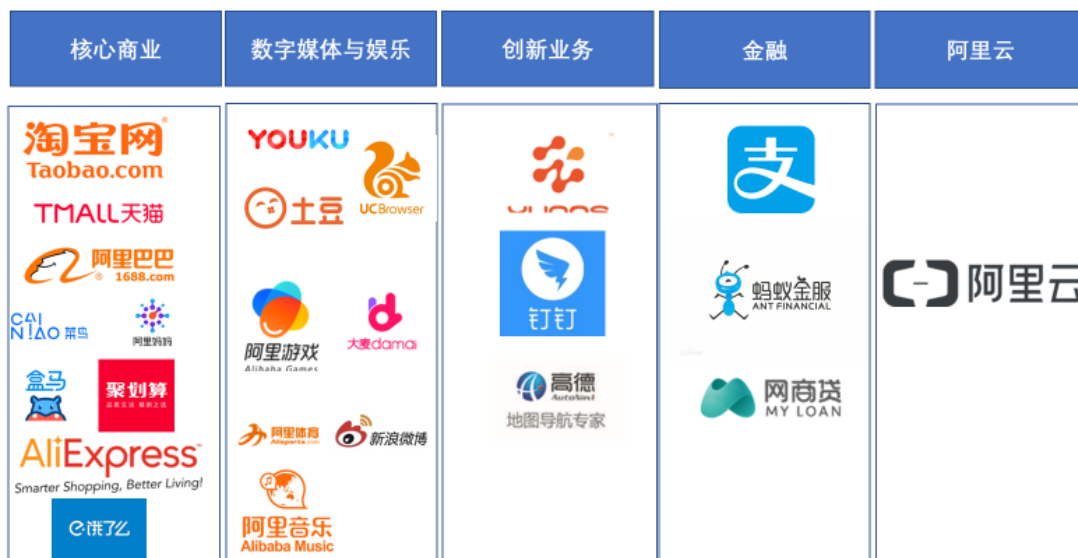 核心商业
数字媒体与娱乐
创新业务
金融
阿里云
淘宝网
Taobao.com
TMALL天猫
阿里巴巴
1688.com
CAI
NIAO 菜鸟
阿里妈妈
盒马
聚划算
AliExpress
Smarter Shopping, Better Living!
饿了么
YOUKU
UCBrowser
土豆
阿里游戏
Alibaba Games
大麦damai
阿里体育
Alisports.com
新浪微博
阿里音乐
Alibaba Music
钉钉
高德
AutoNavi
地图导航专家
支
蚂蚁金服
ANT FINANCIAL
网商贷
MY LOAN
阿里云